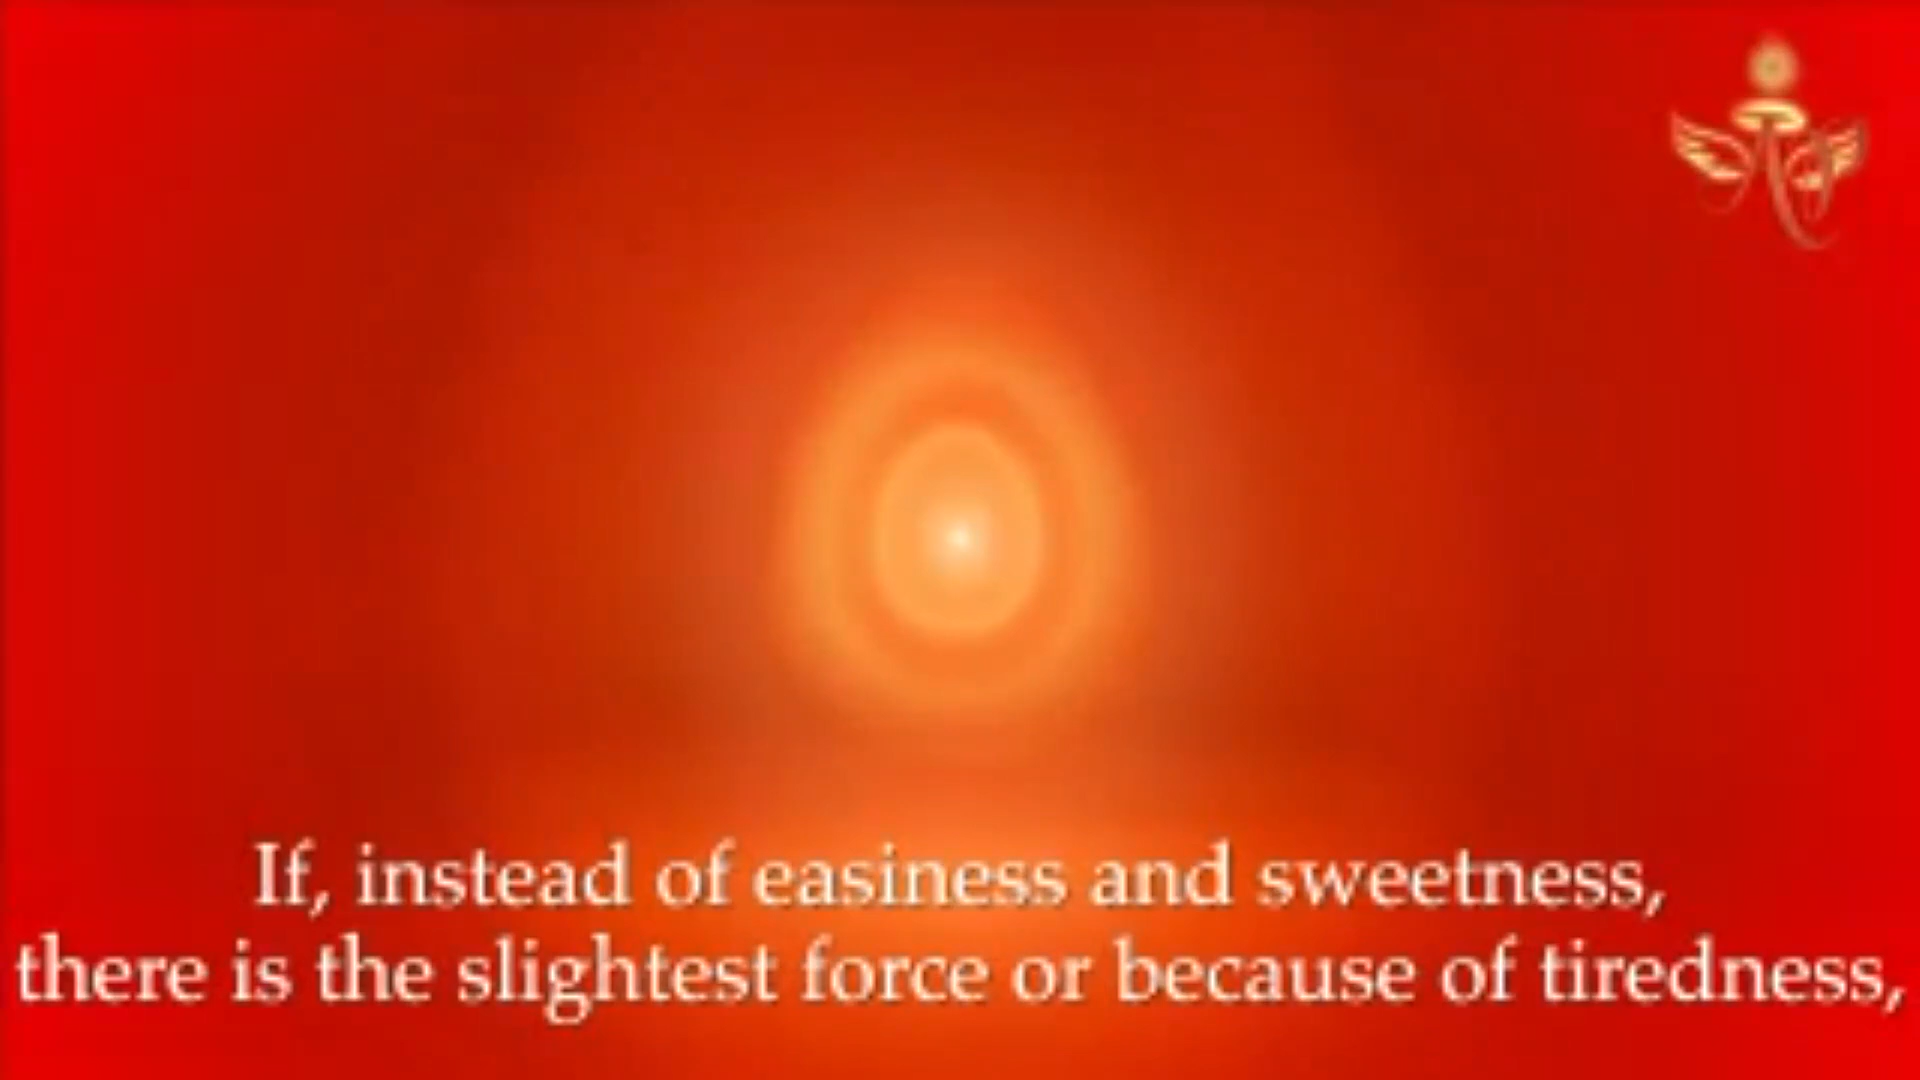 If, instead of easiness and sweetness,
there is the slightest force or because of tiredness,